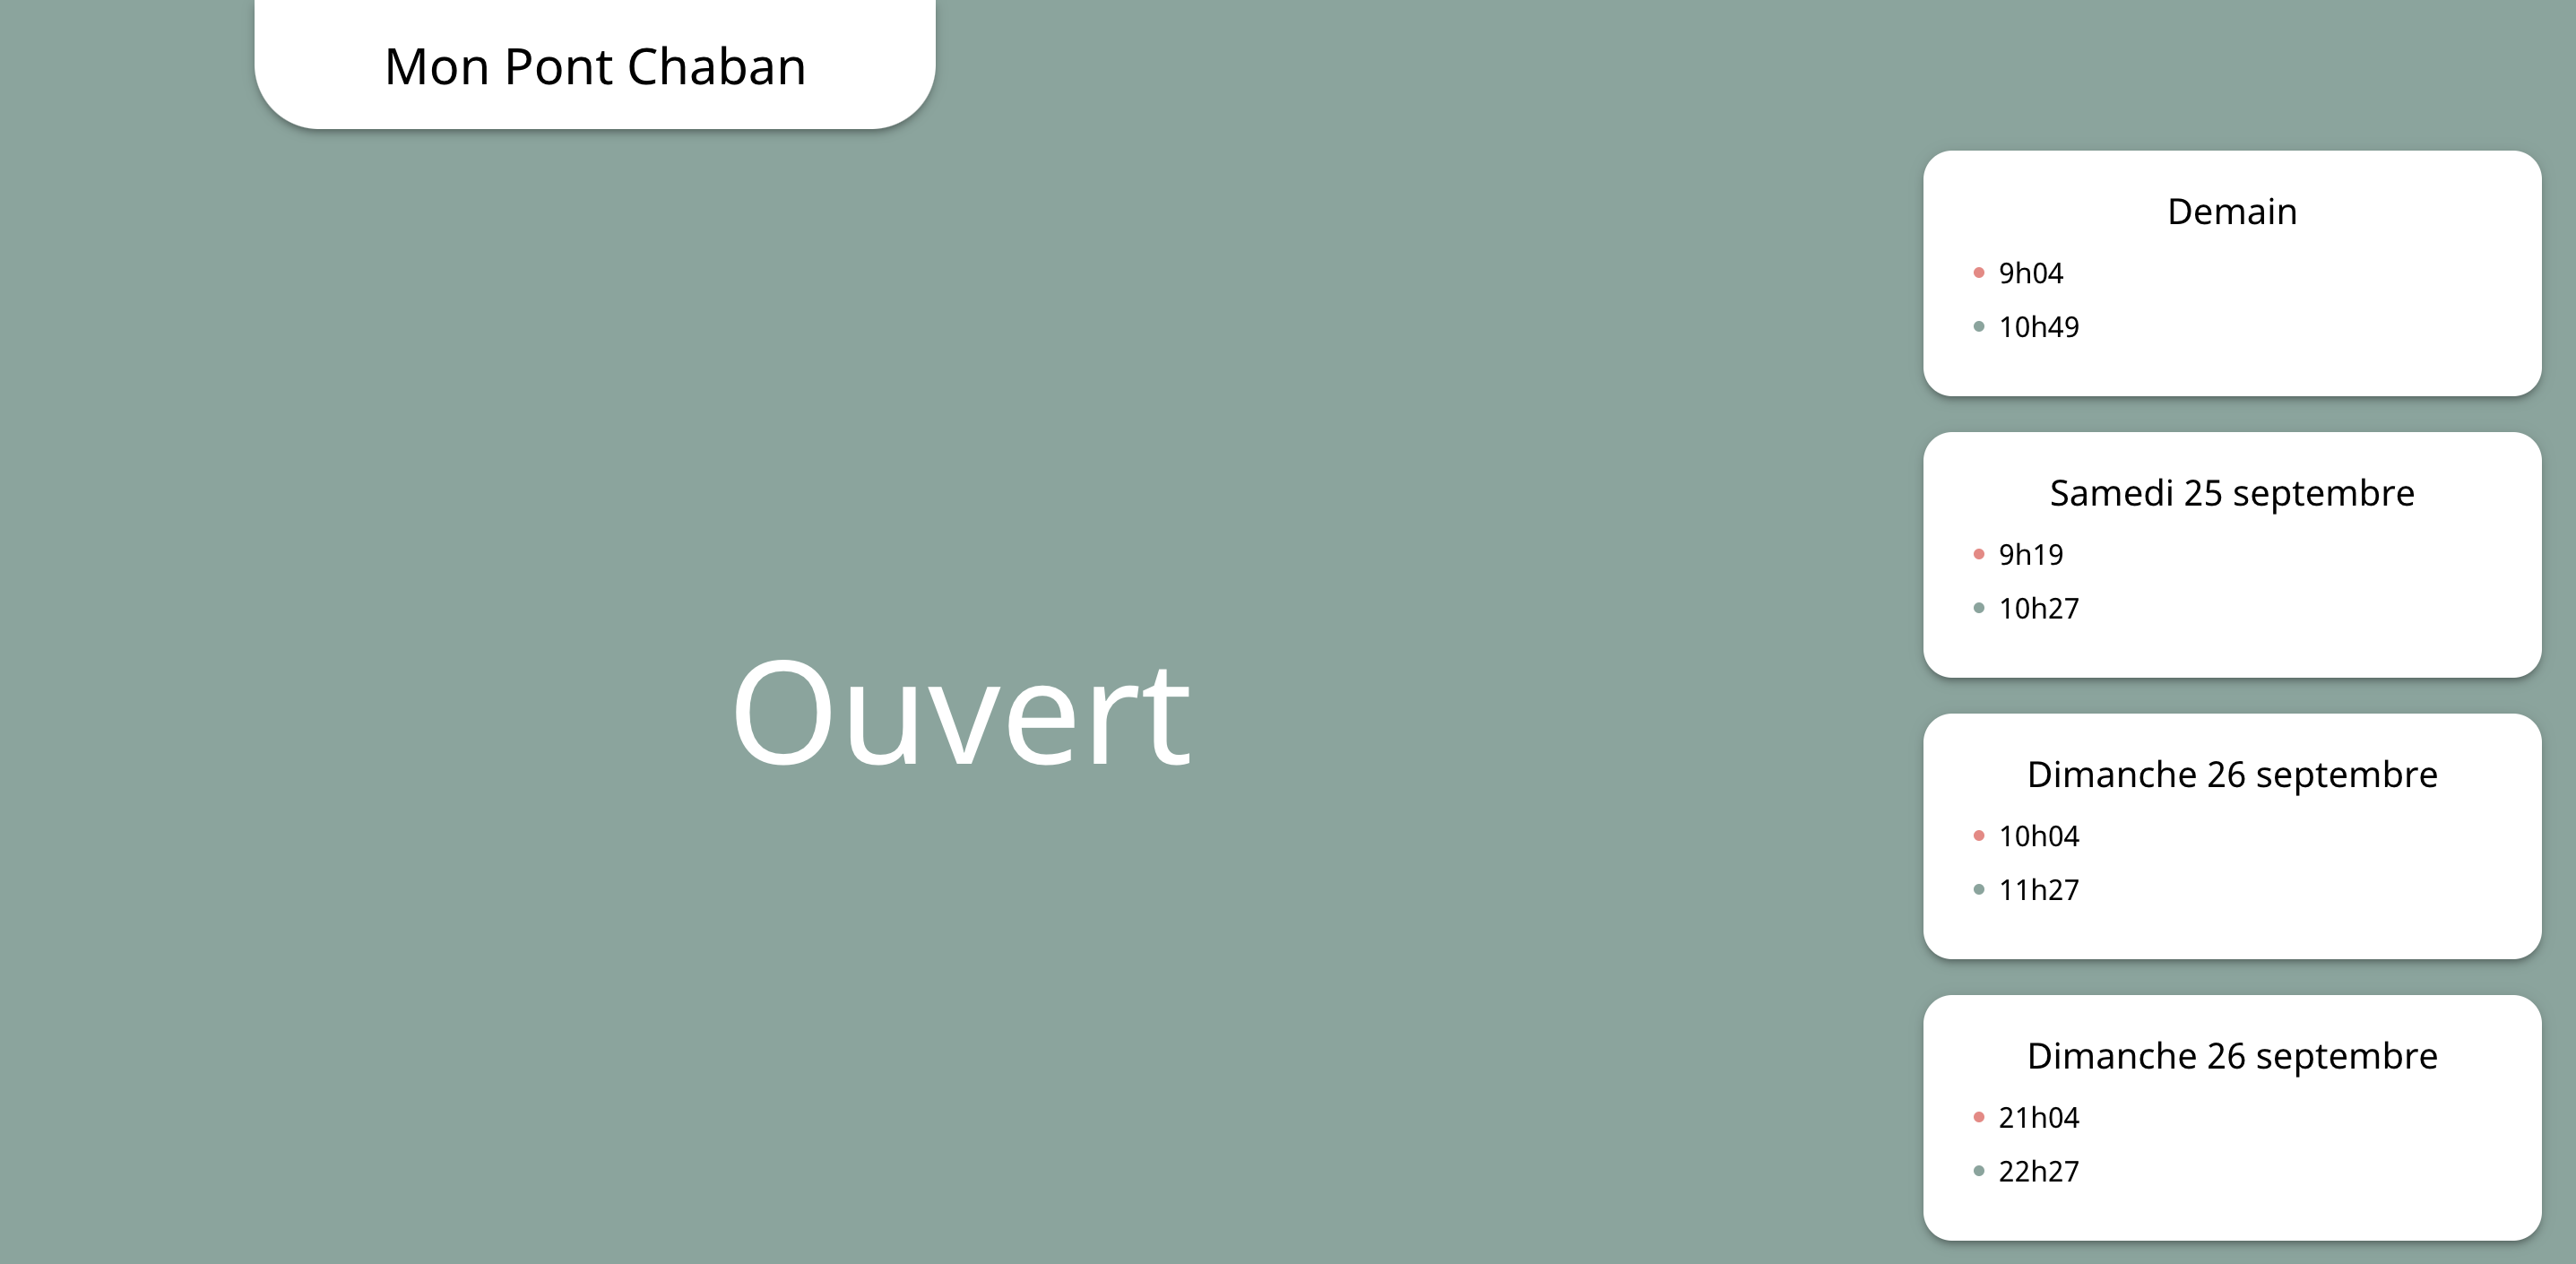 Mon Pont Chaban
Ouvert
Demain
9h04
10h49
Samedi 25 septembre
9h19
10h27
Dimanche 26 septembre
10h04
11h27
Dimanche 26 septembre
21h04
22h27